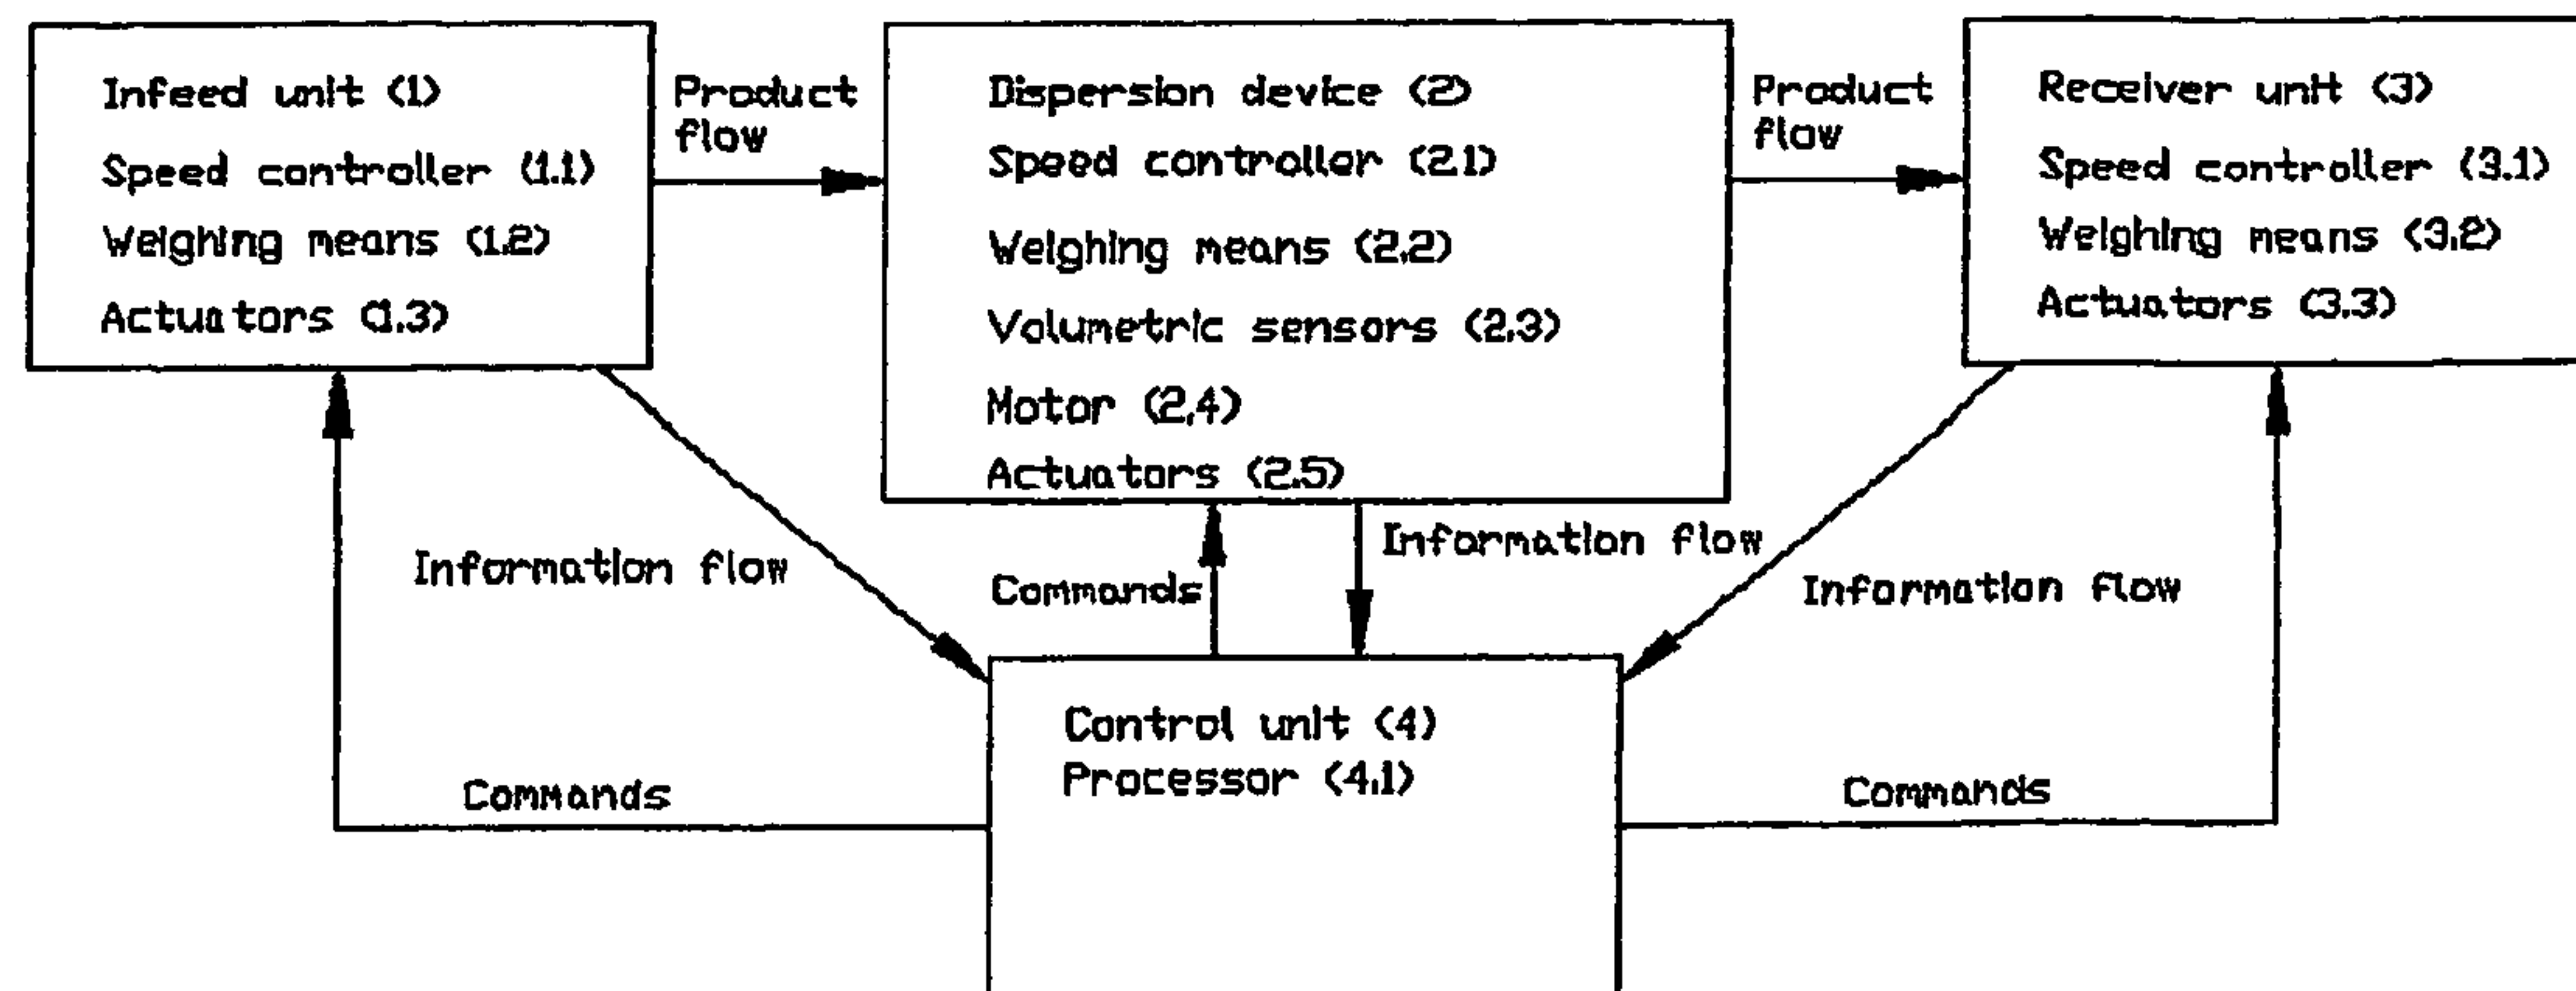 Infeed unit (1)
Speed controller (1.1)
Weighing means (1.2)
Actuators (1.3)
Product
flow
Dispersion device (2)
Speed controller (2.1)
Weighing means (2.2)
Volumetric sensors (2.3)
Motor (2.4)
Actuators (2.5)
Product
flow
Receiver unit (3)
Speed controller (3.1)
Weighing means (3.2)
Actuators (3.3)
Information flow
Commands
Information flow
Information flow
Commands
Control unit (4)
Processor (4.1)
Commands